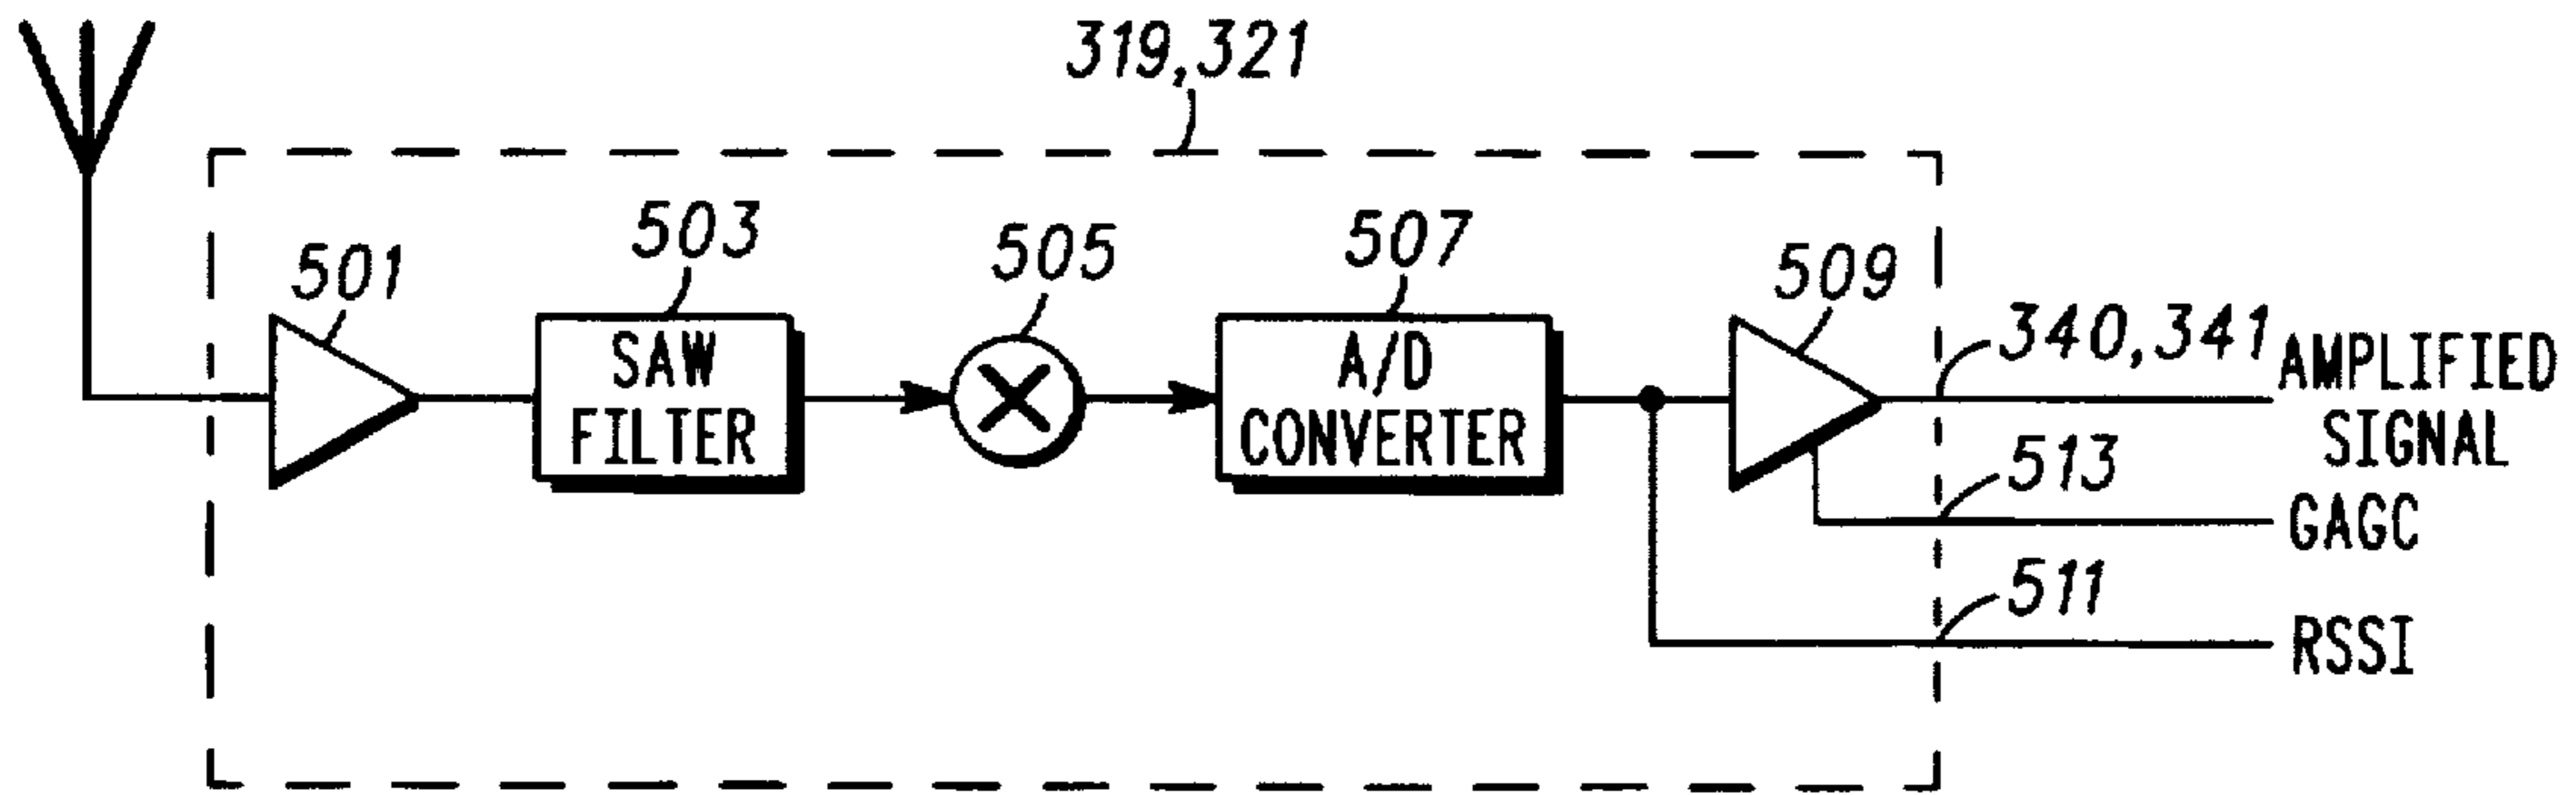 319,321
501
503
505
507
509
SAW
FILTER
A/D
CONVERTER
340,341
AMPLIFIED
SIGNAL
513
GAGC
511
RSSI